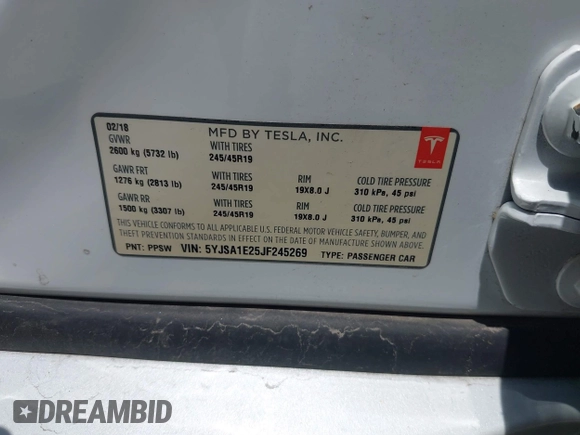 02/18 MFD BY TESLA, INC.
GVWR WITH TIRES
2600 kg (5732 lb) 245/45R19
GAWR FRT WITH TIRES RIM COLD TIRE PRESSURE
1276 kg (2813 lb) 245/45R19 19X8.0 J 310 kPa, 45 psi
GAWR RR WITH TIRES RIM COLD TIRE PRESSURE
1500 kg (3307 lb) 245/45R19 19X8.0 J 310 kPa, 45 psi
THIS VEHICLE CONFORMS TO ALL APPLICABLE U.S. FEDERAL MOTOR VEHICLE SAFETY, BUMPER, AND
THEFT PREVENTION STANDARDS IN EFFECT ON THE DATE OF MANUFACTURE SHOWN ABOVE.
PNT: PPSW VIN: 5YJSA1E25JF245269 TYPE: PASSENGER CAR
TESLA
DREAMBID